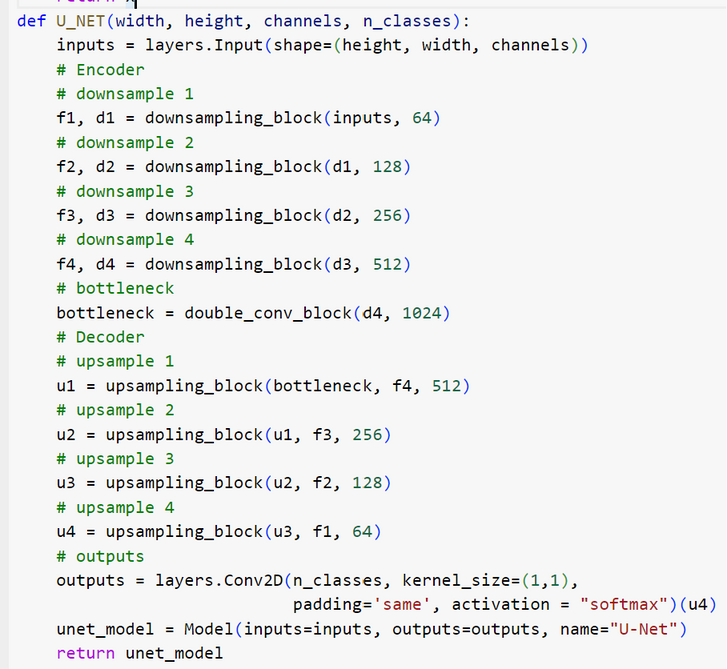 return x
def U_NET(width, height, channels, n_classes):
    inputs = layers.Input(shape=(height, width, channels))
    # Encoder
    # downsample 1
    f1, d1 = downsampling_block(inputs, 64)
    # downsample 2
    f2, d2 = downsampling_block(d1, 128)
    # downsample 3
    f3, d3 = downsampling_block(d2, 256)
    # downsample 4
    f4, d4 = downsampling_block(d3, 512)
    # bottleneck
    bottleneck = double_conv_block(d4, 1024)
    # Decoder
    # upsample 1
    u1 = upsampling_block(bottleneck, f4, 512)
    # upsample 2
    u2 = upsampling_block(u1, f3, 256)
    # upsample 3
    u3 = upsampling_block(u2, f2, 128)
    # upsample 4
    u4 = upsampling_block(u3, f1, 64)
    # outputs
    outputs = layers.Conv2D(n_classes, kernel_size=(1,1),
                            padding='same', activation = "softmax")(u4)
    unet_model = Model(inputs=inputs, outputs=outputs, name="U-Net")
    return unet_model